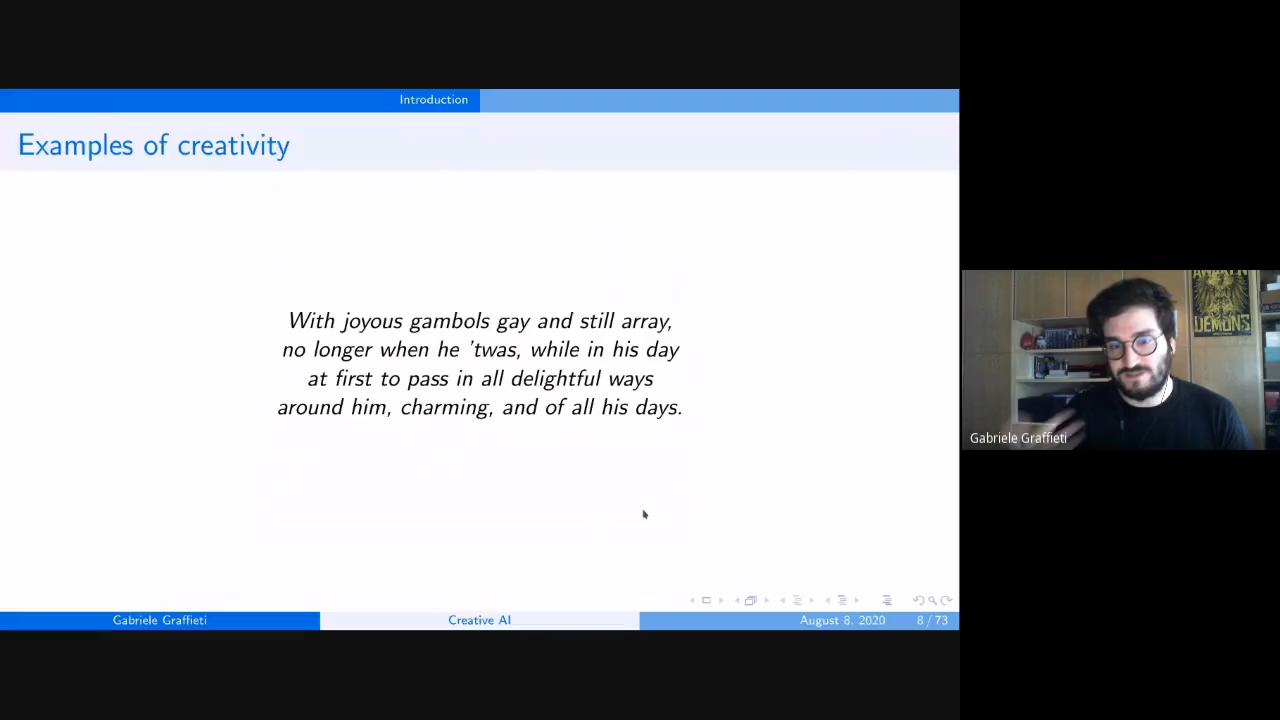 Introduction
Examples of creativity
With joyous gambols gay and still array,
no longer when he 'twas, while in his day
at first to pass in all delightful ways
around him, charming, and of all his days.
AWAKEN
DEMONS
Gabriele Graffieti
Gabriele Graffieti
Creative AI
August 8, 2020
8 / 73